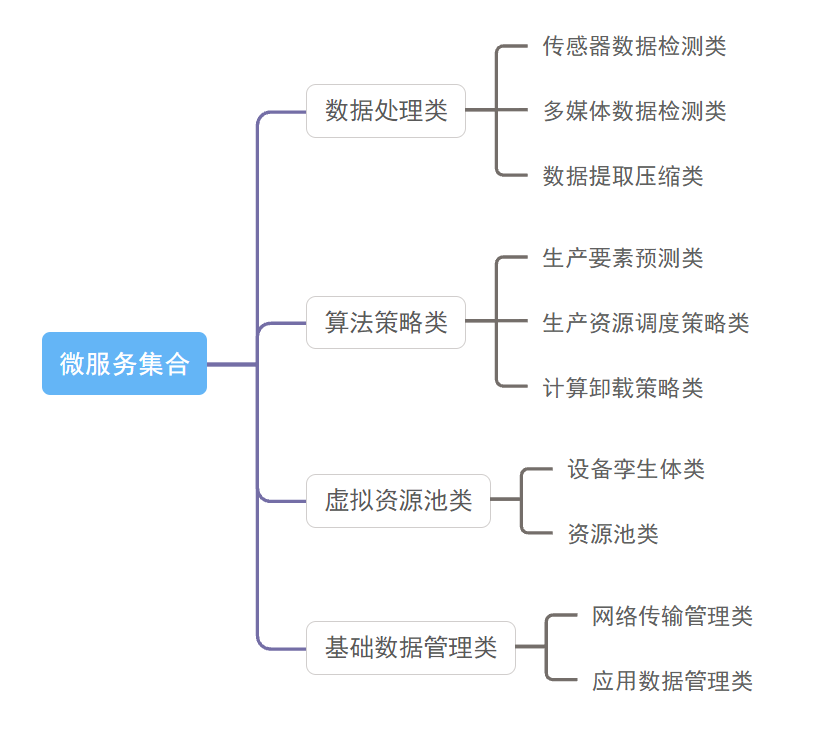 微服务集合
数据处理类
传感器数据检测类
多媒体数据检测类
数据提取压缩类
算法策略类
生产要素预测类
生产资源调度策略类
计算卸载策略类
虚拟资源池类
设备孪生体类
资源池类
基础数据管理类
网络传输管理类
应用数据管理类